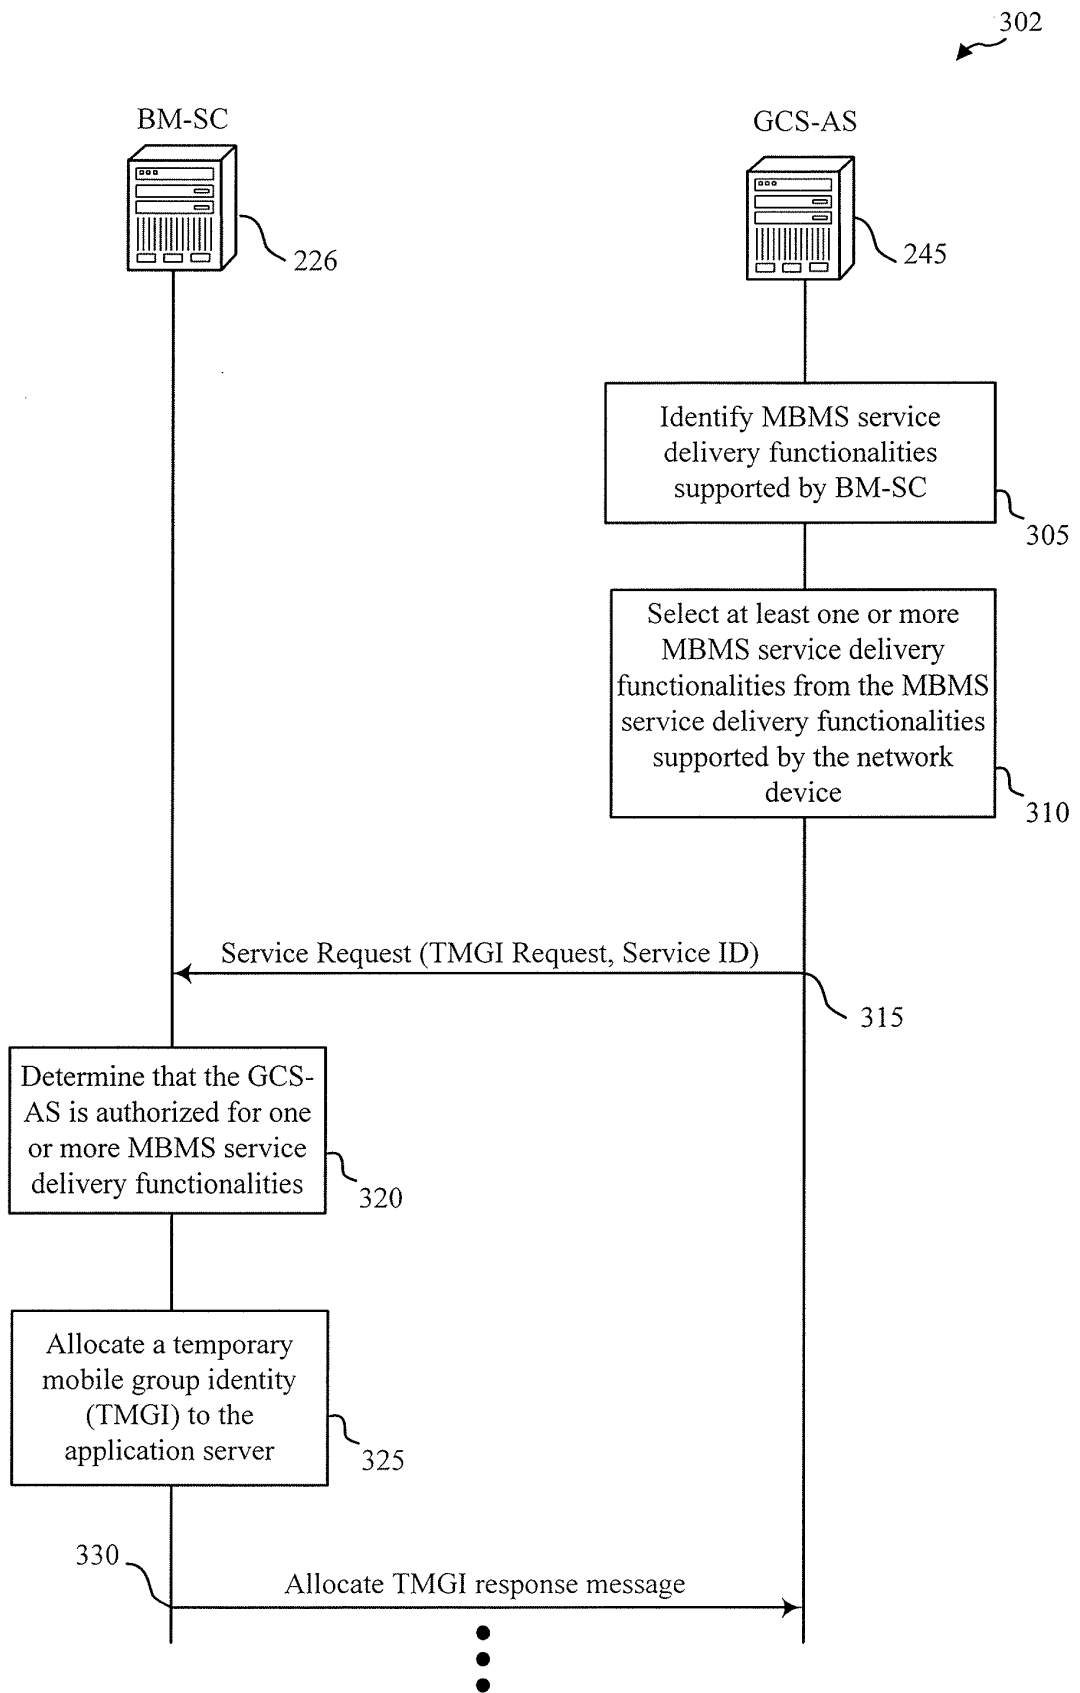 302
BM-SC
GCS-AS
226
245
Identify MBMS service
delivery functionalities
supported by BM-SC
305
Select at least one or more
MBMS service delivery
functionalities from the MBMS
service delivery functionalities
supported by the network
device
310
Service Request (TMGI Request, Service ID)
315
Determine that the GCS-
AS is authorized for one
or more MBMS service
delivery functionalities
320
Allocate a temporary
mobile group identity
(TMGI) to the
application server
325
330
Allocate TMGI response message